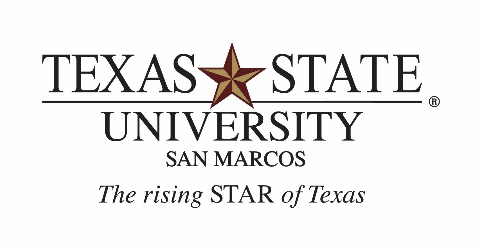 TEXAS STATE
®
UNIVERSITY
SAN MARCOS
The rising STAR of Texas